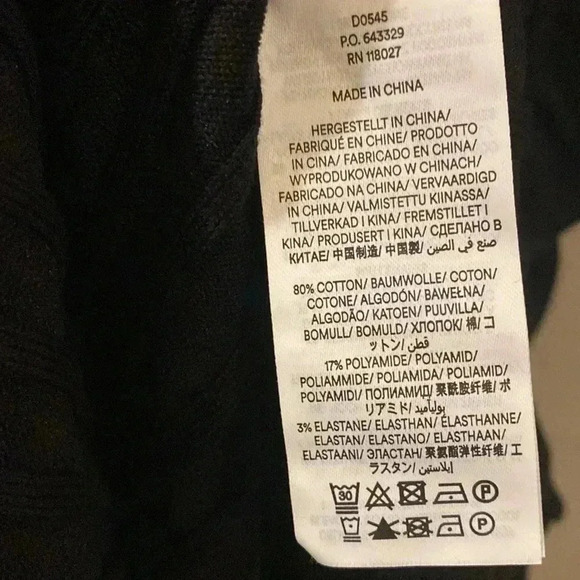 D0545
P.O. 643329
RN 118027
MADE IN CHINA
HERGESTELLT IN CHINA/
FABRIQUÉ EN CHINE/ PRODOTTO
IN CINA/ FABRICADO EN CHINA/
WYPRODUKOWANO W CHINACH/
FABRICADO NA CHINA/ VERVAARDIGD
IN CHINA/ VALMISTETTU KIINASSA/
TILLVERKAD I KINA/ FREMSTILLET I
KINA/ PRODUSERT I KINA/ СДЕЛАНО В
КИТАЕ/ 中国制造/ 中国製/ صنع في الصين
80% COTTON/ BAUMWOLLE/ COTON/
COTONE/ ALGODÓN/ BAWEŁNA/
ALGODÃO/ KATOEN/ PUUVILLA/
BOMULL/ BOMULD/ ХЛОПОК/ 棉/ コ
ットン/ قطن
17% POLYAMIDE/ POLYAMID/
POLIAMMIDE/ POLIAMIDA/ POLIAMID/
POLYAMIDI/ ПОЛИАМИД/ 聚酰胺纤维/ ポ
リアミド/ بولياميد
3% ELASTANE/ ELASTHAN/ ÉLASTHANNE/
ELASTAN/ ELASTANO/ ELASTHAAN/
ELASTAANI/ ЭЛАСТАН/ 聚氨酯弹性纤维/ エ
ラスタン/ إيلاستين
30 P
P